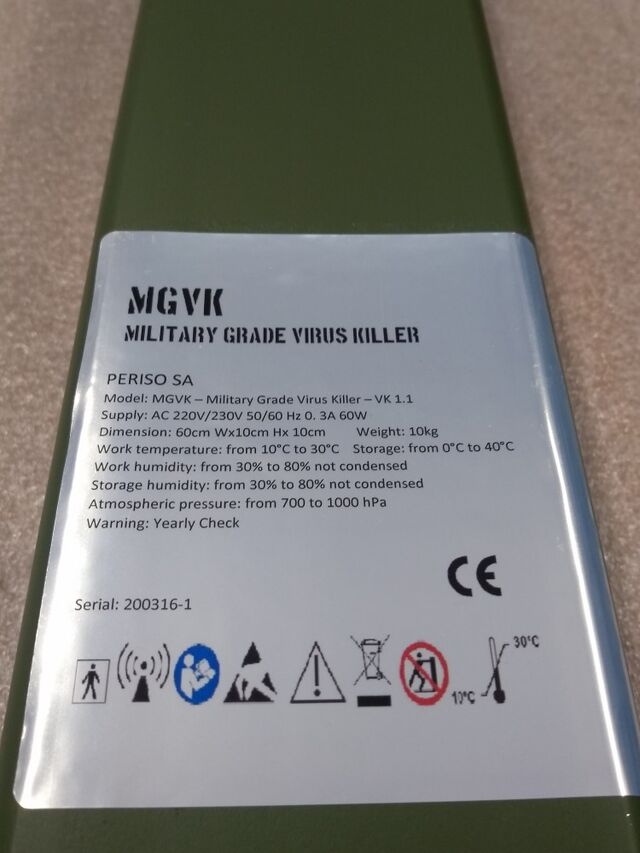 MGVK
MILITARY GRADE VIRUS KILLER
PERISO SA
Model: MGVK – Military Grade Virus Killer – VK 1.1
Supply: AC 220V/230V 50/60 Hz 0. 3A 60W
Dimension: 60cm Wx10cm Hx 10cm Weight: 10kg
Work temperature: from 10°C to 30°C Storage: from 0°C to 40°C
Work humidity: from 30% to 80% not condensed
Storage humidity: from 30% to 80% not condensed
Atmospheric pressure: from 700 to 1000 hPa
Warning: Yearly Check
CE
Serial: 200316-1
30°C
10°C